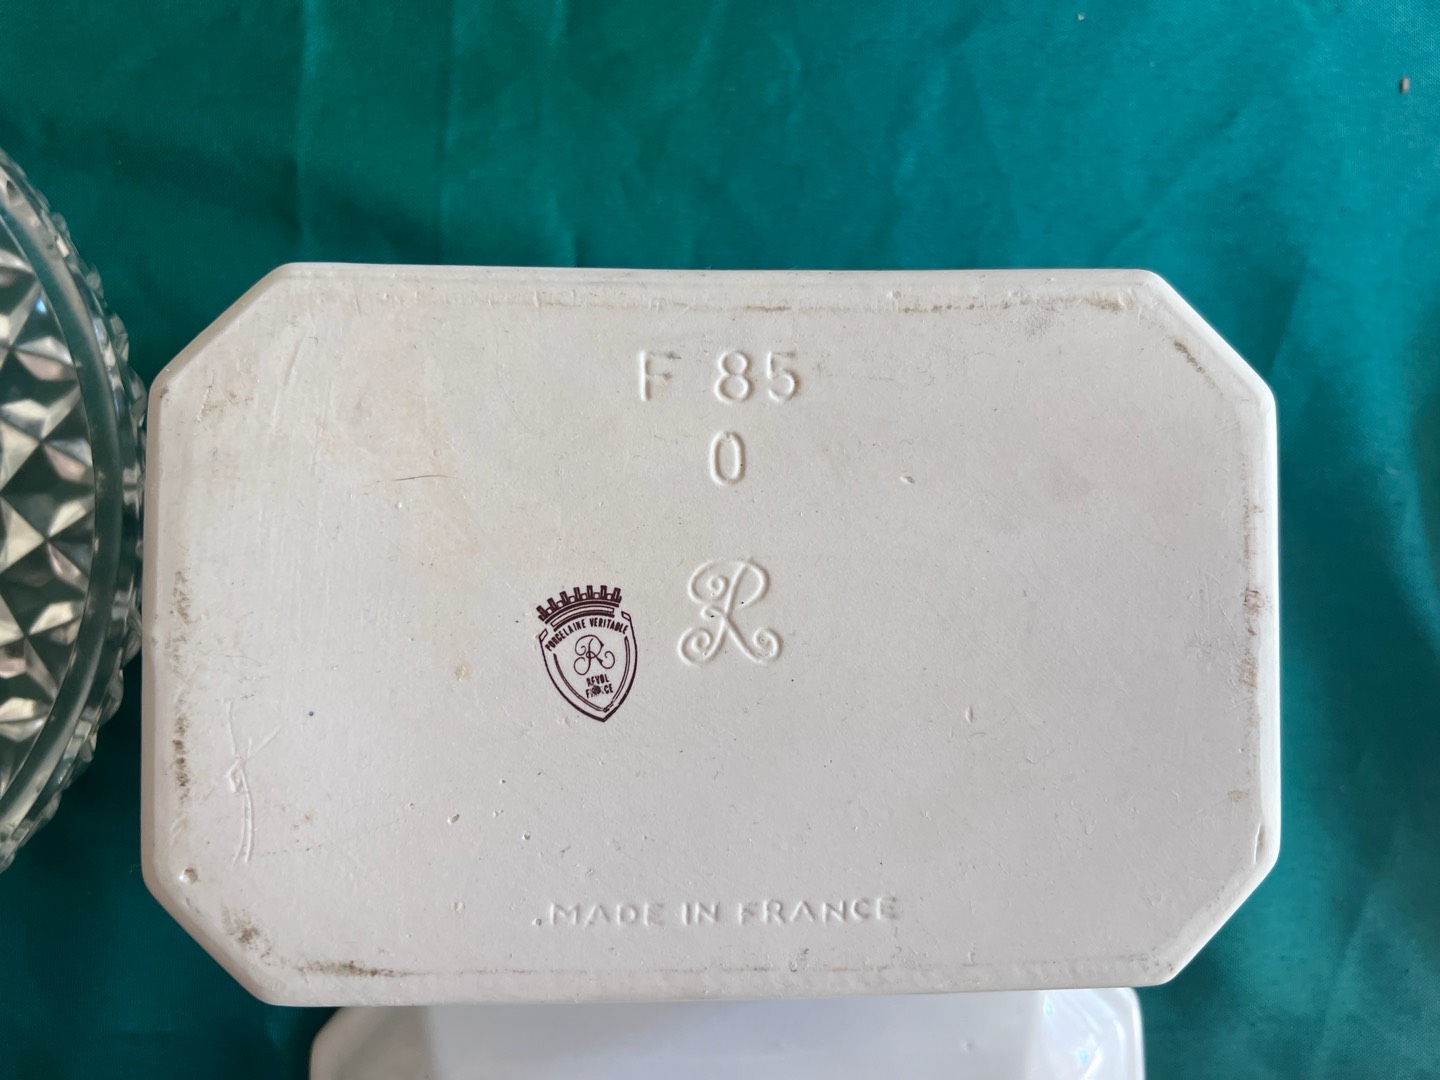 F 85
0
R
PORCELAINE VERITABLE
R
REVOL
FRANCE
MADE IN FRANCE